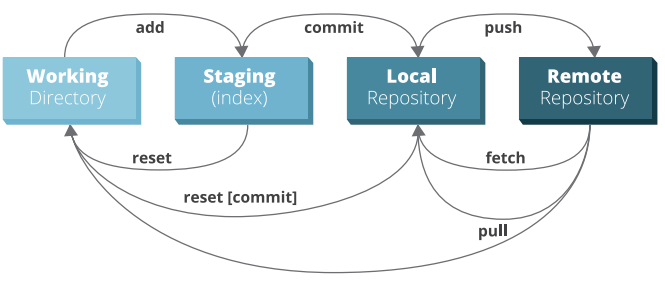 add
commit
push
Working
Directory
Staging
(index)
Local
Repository
Remote
Repository
reset
fetch
reset [commit]
pull